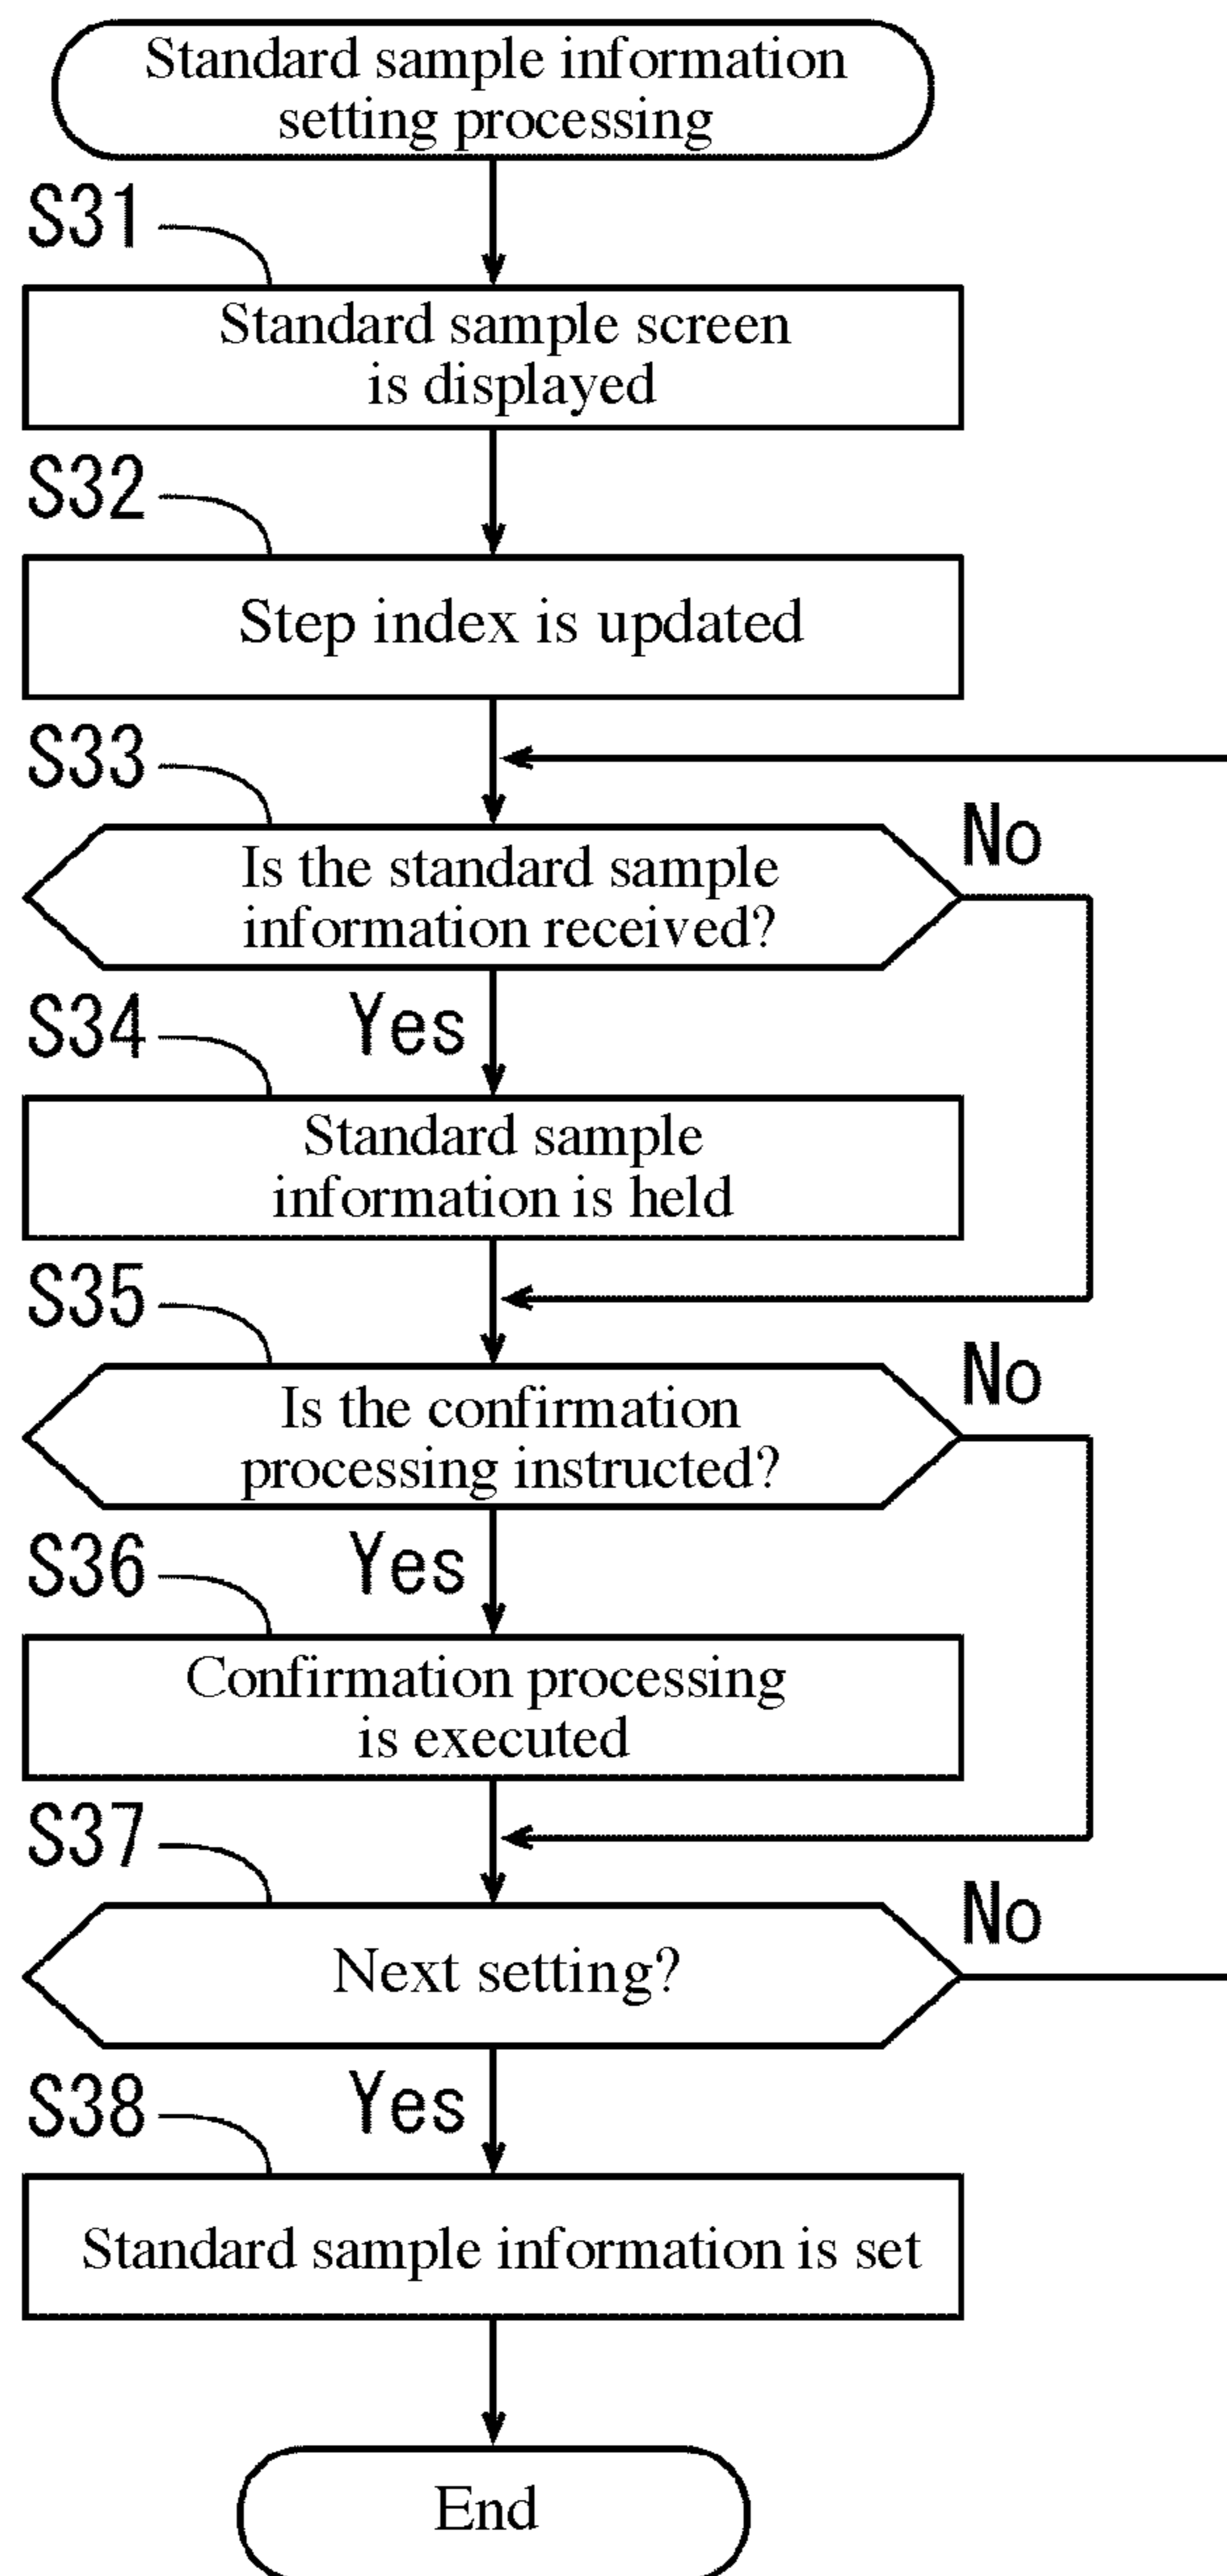 Standard sample information
setting processing
S31
Standard sample screen
is displayed
S32
Step index is updated
S33
No
Is the standard sample
information received?
S34
Yes
Standard sample
information is held
S35
No
Is the confirmation
processing instructed?
S36
Yes
Confirmation processing
is executed
S37
No
Next setting?
S38
Yes
Standard sample information is set
End